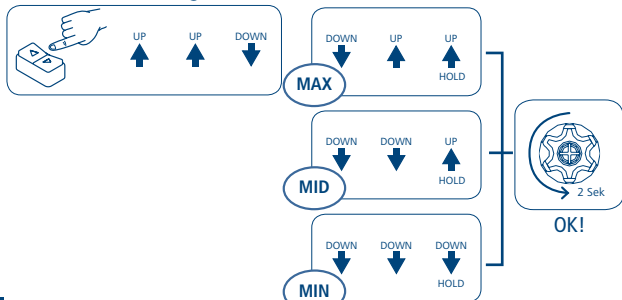 UP UP DOWN
DOWN UP UP
HOLD
MAX
DOWN DOWN UP
HOLD
MID
2 Sek
OK!
DOWN DOWN DOWN
HOLD
MIN